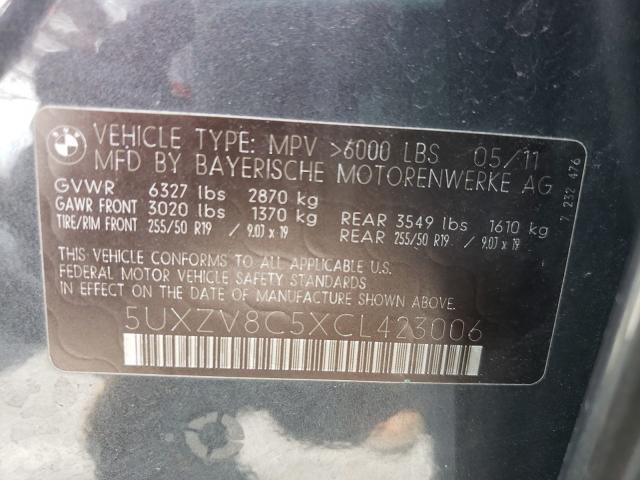 BMW
VEHICLE TYPE: MPV >6000 LBS 05/11
MFD BY BAYERISCHE MOTORENWERKE AG
GVWR 6327 lbs 2870 kg
GAWR FRONT 3020 lbs 1370 kg REAR 3549 lbs 1610 kg
TIRE/RIM FRONT 255/50 R19 / 9.0J x 19 REAR 255/50 R19 / 9.0J x 19
THIS VEHICLE CONFORMS TO ALL APPLICABLE U.S.
FEDERAL MOTOR VEHICLE SAFETY STANDARDS
IN EFFECT ON THE DATE OF MANUFACTURE SHOWN ABOVE.
5UXZV8C5XCL423006
7 232 476